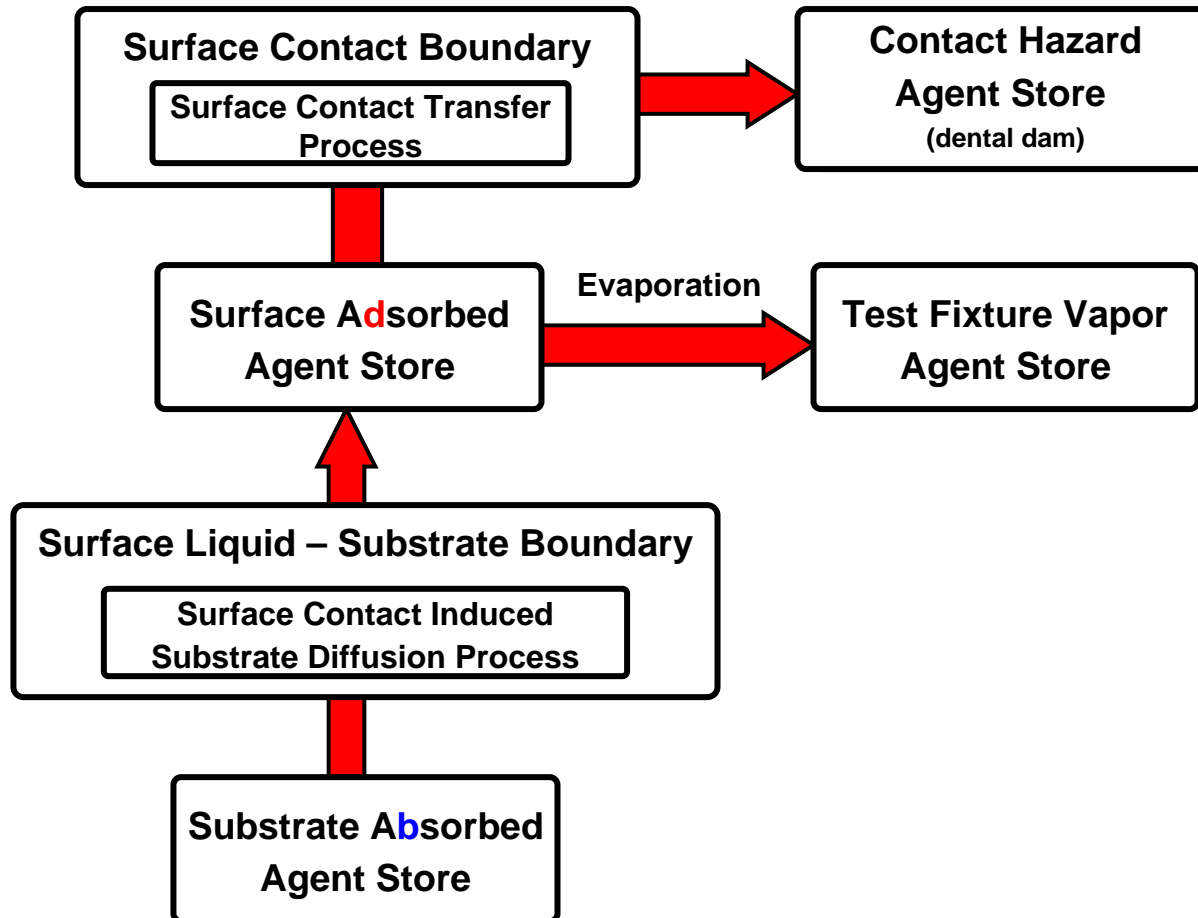 Surface Contact Boundary
Surface Contact Transfer
Process
Contact Hazard
Agent Store
(dental dam)
Surface Adsorbed
Agent Store
Evaporation
Test Fixture Vapor
Agent Store
Surface Liquid – Substrate Boundary
Surface Contact Induced
Substrate Diffusion Process
Substrate Absorbed
Agent Store